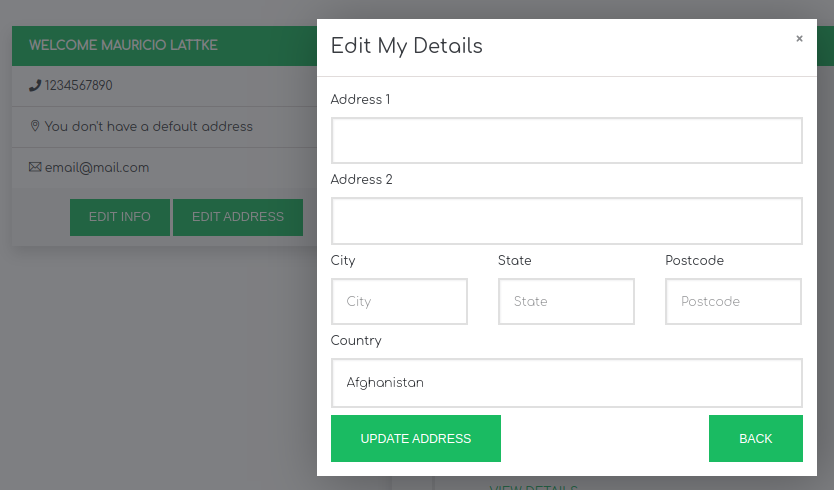 WELCOME MAURICIO LATTKE
1234567890
You don't have a default address
email@mail.com
EDIT INFO EDIT ADDRESS
Edit My Details
×
Address 1
Address 2
City State Postcode
City State Postcode
Country
Afghanistan
UPDATE ADDRESS BACK
VIEW DETAILS